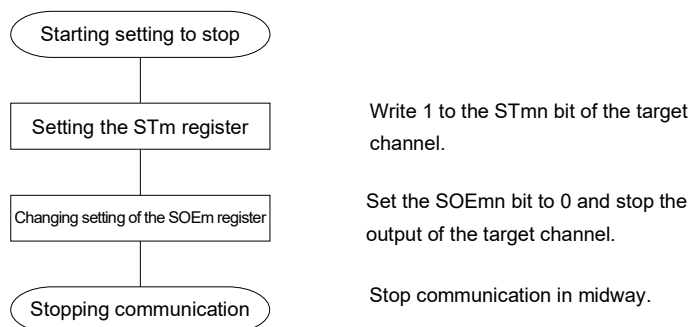 Starting setting to stop
Setting the STm register
Write 1 to the STmn bit of the target
channel.
Changing setting of the SOEm register
Set the SOEmn bit to 0 and stop the
output of the target channel.
Stopping communication
Stop communication in midway.